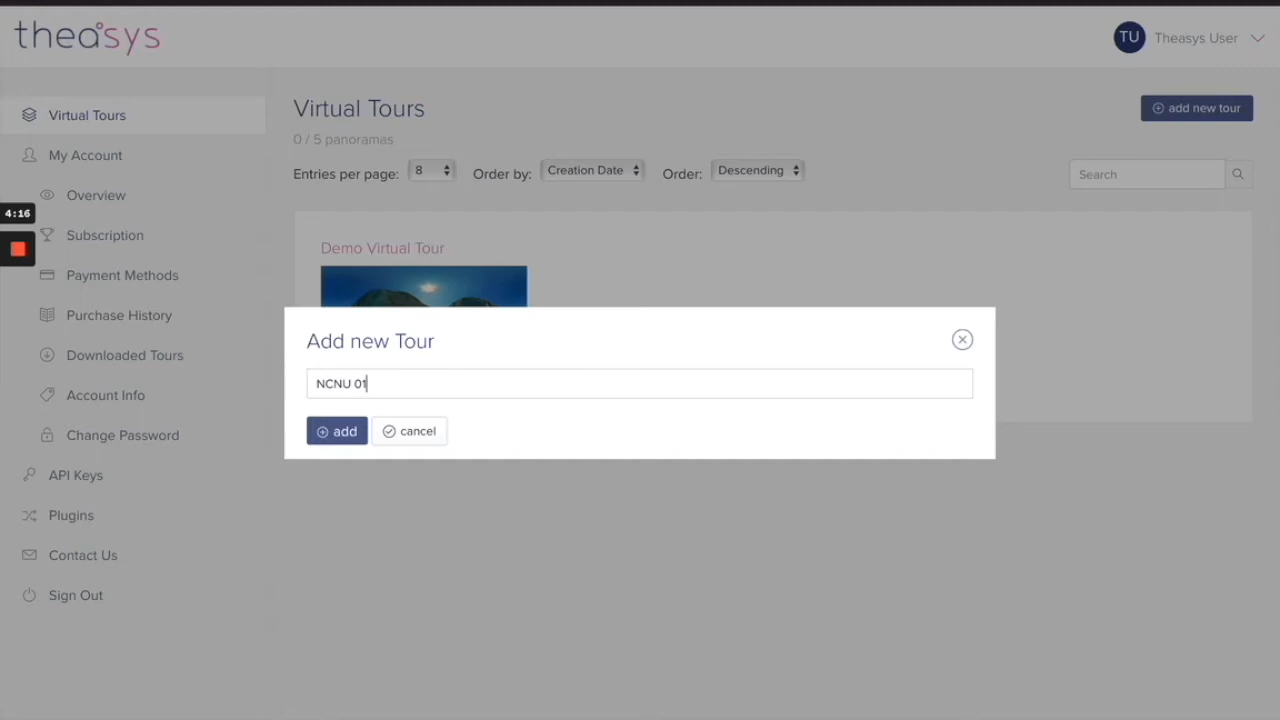 theasys
TU Theasys User
Virtual Tours
My Account
Overview
4:16
Subscription
Payment Methods
Purchase History
Downloaded Tours
Account Info
Change Password
API Keys
Plugins
Contact Us
Sign Out
Virtual Tours
add new tour
0 / 5 panoramas
Entries per page: 8 Order by: Creation Date Order: Descending Search
Demo Virtual Tour
Add new Tour
NCNU 01
add cancel